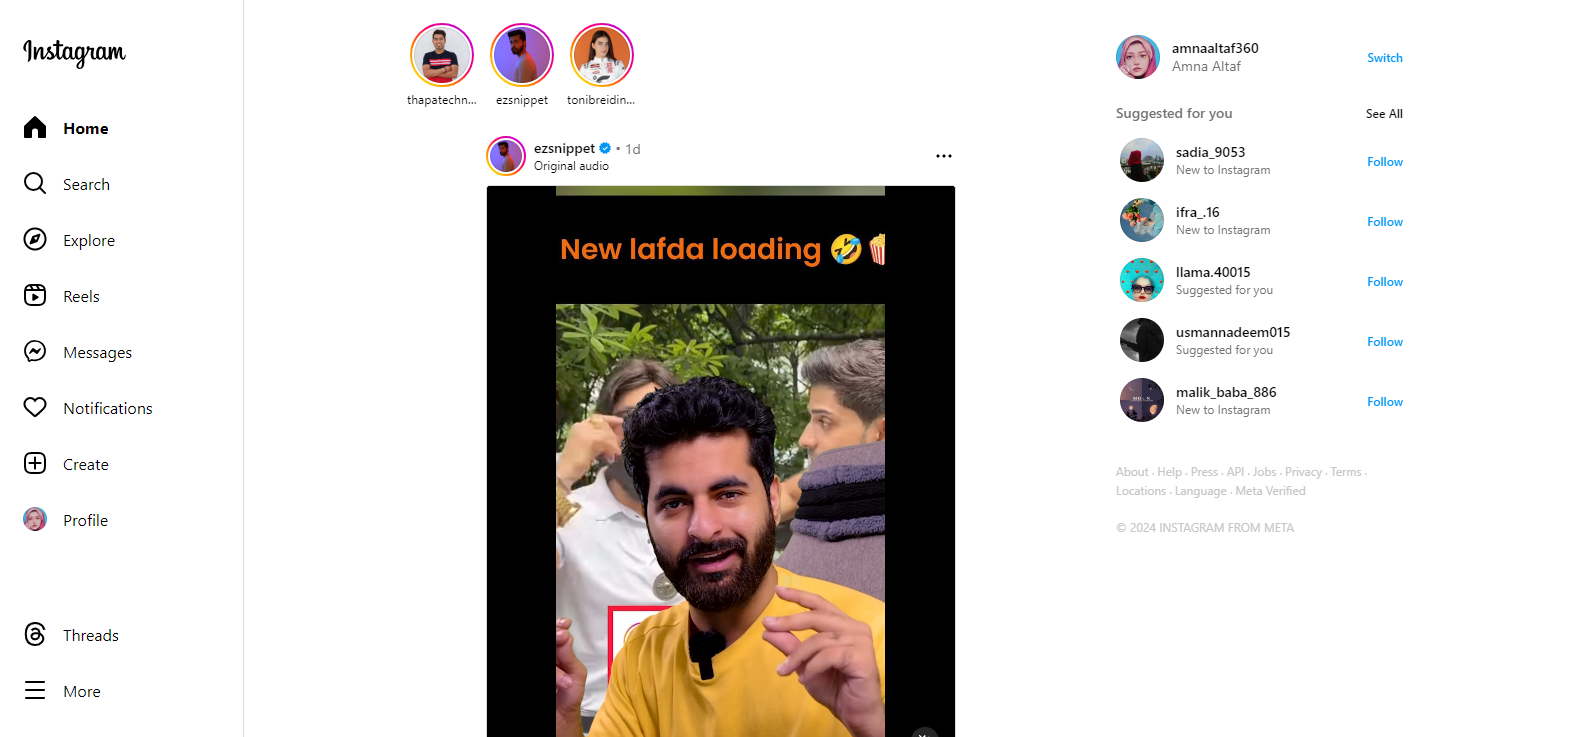 Instagram
Home
Search
Explore
Reels
Messages
Notifications
Create
Profile
Threads
More
thapatechn... ezsnippet tonibreidin...
ezsnippet • 1d
Original audio
New lafda loading 🤣🍿
amnaaltaf360
Amna Altaf
Switch
Suggested for you See All
sadia_9053
New to Instagram
Follow
ifra_.16
New to Instagram
Follow
llama.40015
Suggested for you
Follow
usmannadeem015
Suggested for you
Follow
malik_baba_886
New to Instagram
Follow
About · Help · Press · API · Jobs · Privacy · Terms ·
Locations · Language · Meta Verified
© 2024 INSTAGRAM FROM META